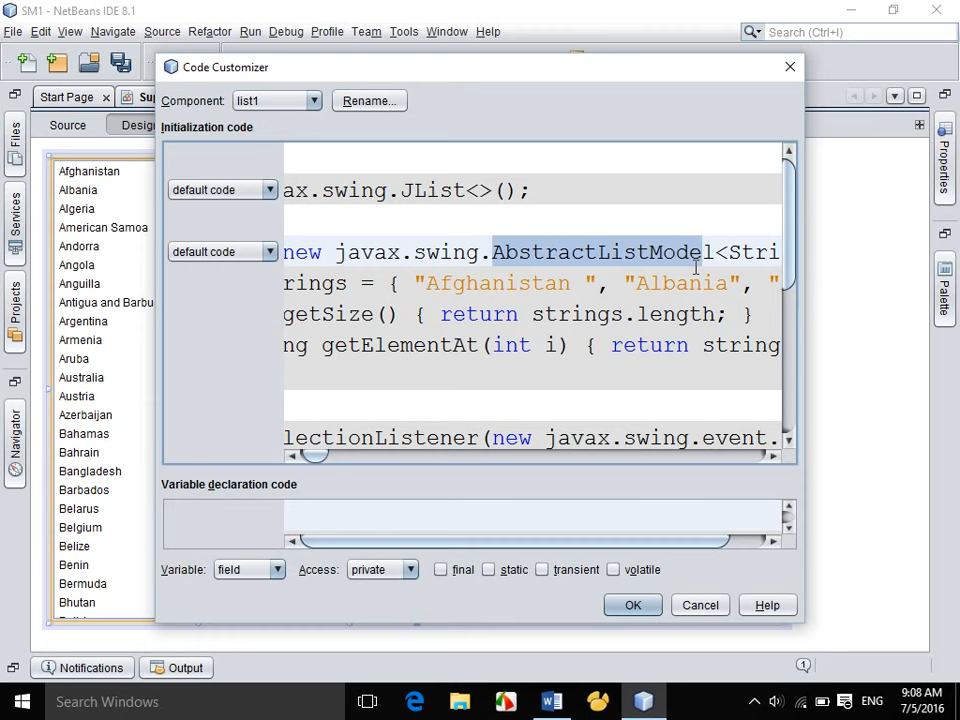 SM1 - NetBeans IDE 8.1
File Edit View Navigate Source Refactor Run Debug Profile Team Tools Window Help
Search (Ctrl+I)
Code Customizer
Start Page
Component: list1 Rename...
Source
Initialization code
default code
ax.swing.JList<>();
default code
new javax.swing.AbstractListModel<Stri
rings = { "Afghanistan ", "Albania", "
getSize() { return strings.length; }
ng getElementAt(int i) { return string
lectionListener(new javax.swing.event.
Variable declaration code
Variable: field Access: private final static transient volatile
OK Cancel Help
Afghanistan
Albania
Algeria
American Samoa
Andorra
Angola
Anguilla
Antigua and Barbu
Argentina
Armenia
Aruba
Australia
Austria
Azerbaijan
Bahamas
Bahrain
Bangladesh
Barbados
Belarus
Belgium
Belize
Benin
Bermuda
Bhutan
Files
Services
Projects
Navigator
Properties
Palette
Notifications Output
1
Search Windows
ENG
9:08 AM
7/5/2016